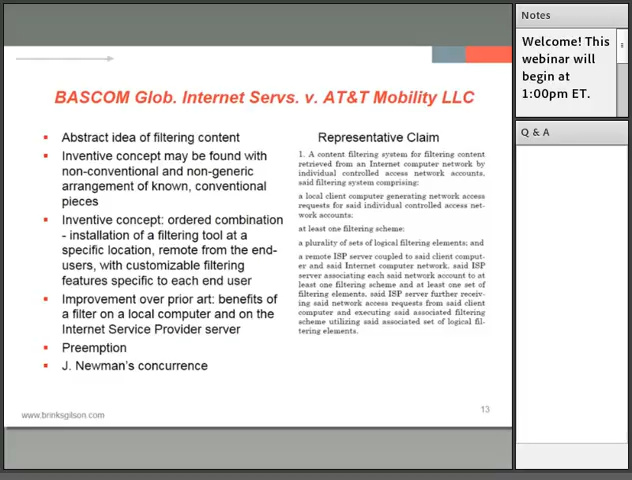 BASCOM Glob. Internet Servs. v. AT&T Mobility LLC
Abstract idea of filtering content
Inventive concept may be found with
non-conventional and non-generic
arrangement of known, conventional
pieces
Inventive concept: ordered combination
- installation of a filtering tool at a
specific location, remote from the end-
users, with customizable filtering
features specific to each end user
Improvement over prior art: benefits of
a filter on a local computer and on the
Internet Service Provider server
Preemption
J. Newman's concurrence
Representative Claim
1. A content filtering system for filtering content
retrieved from an Internet computer network by
individual controlled access network accounts,
said filtering system comprising:
a local client computer generating network access
requests for said individual controlled access net-
work accounts;
at least one filtering scheme;
a plurality of sets of logical filtering elements; and
a remote ISP server coupled to said client comput-
er and said Internet computer network, said ISP
server associating each said network account to at
least one filtering scheme and at least one set of
filtering elements, said ISP server further receiv-
ing said network access requests from said client
computer and executing said associated filtering
scheme utilizing said associated set of logical fil-
tering elements.
www.brinksgilson.com
13
Notes
Welcome! This
webinar will
begin at
1:00pm ET.
Q & A